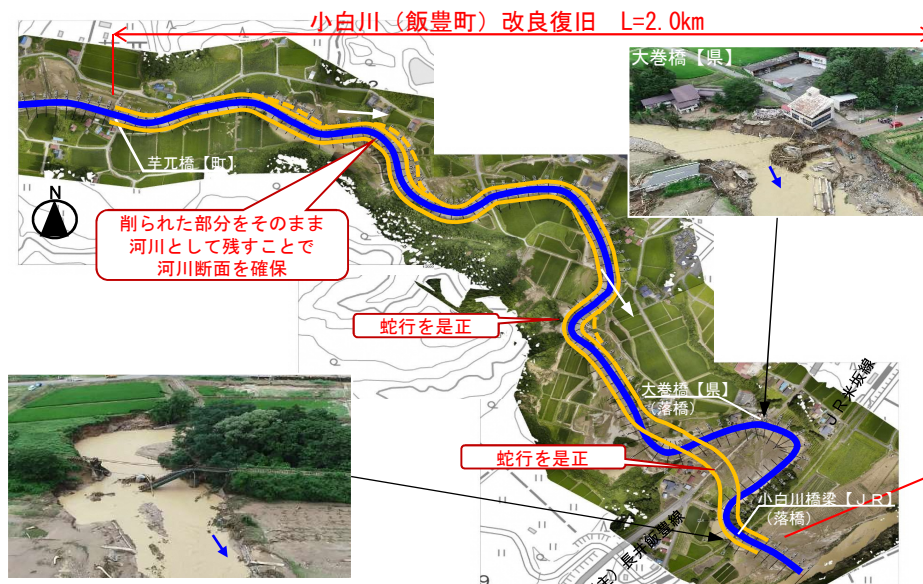 小白川（飯豊町）改良復旧　L=2.0km
大巻橋【県】
芋丌橋【町】
N
削られた部分をそのまま
河川として残すことで
河川断面を確保
蛇行を是正
大巻橋【県】
（落橋）
ＪＲ米坂線
蛇行を是正
小白川橋梁【ＪＲ】
（落橋）
（主）長井飯豊線